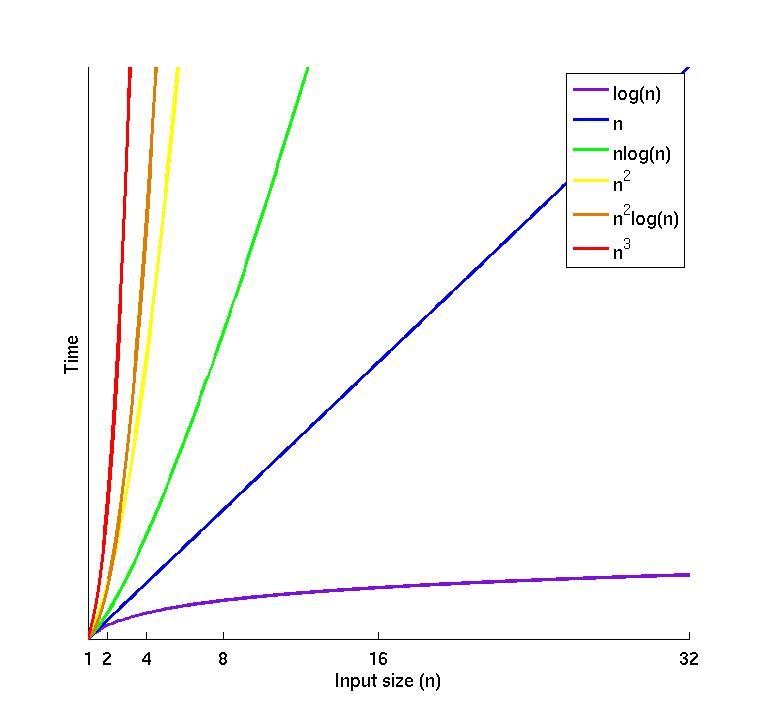 log(n)
n
nlog(n)
n²
n²log(n)
n³
Time
1 2 4 8 16 32
Input size (n)